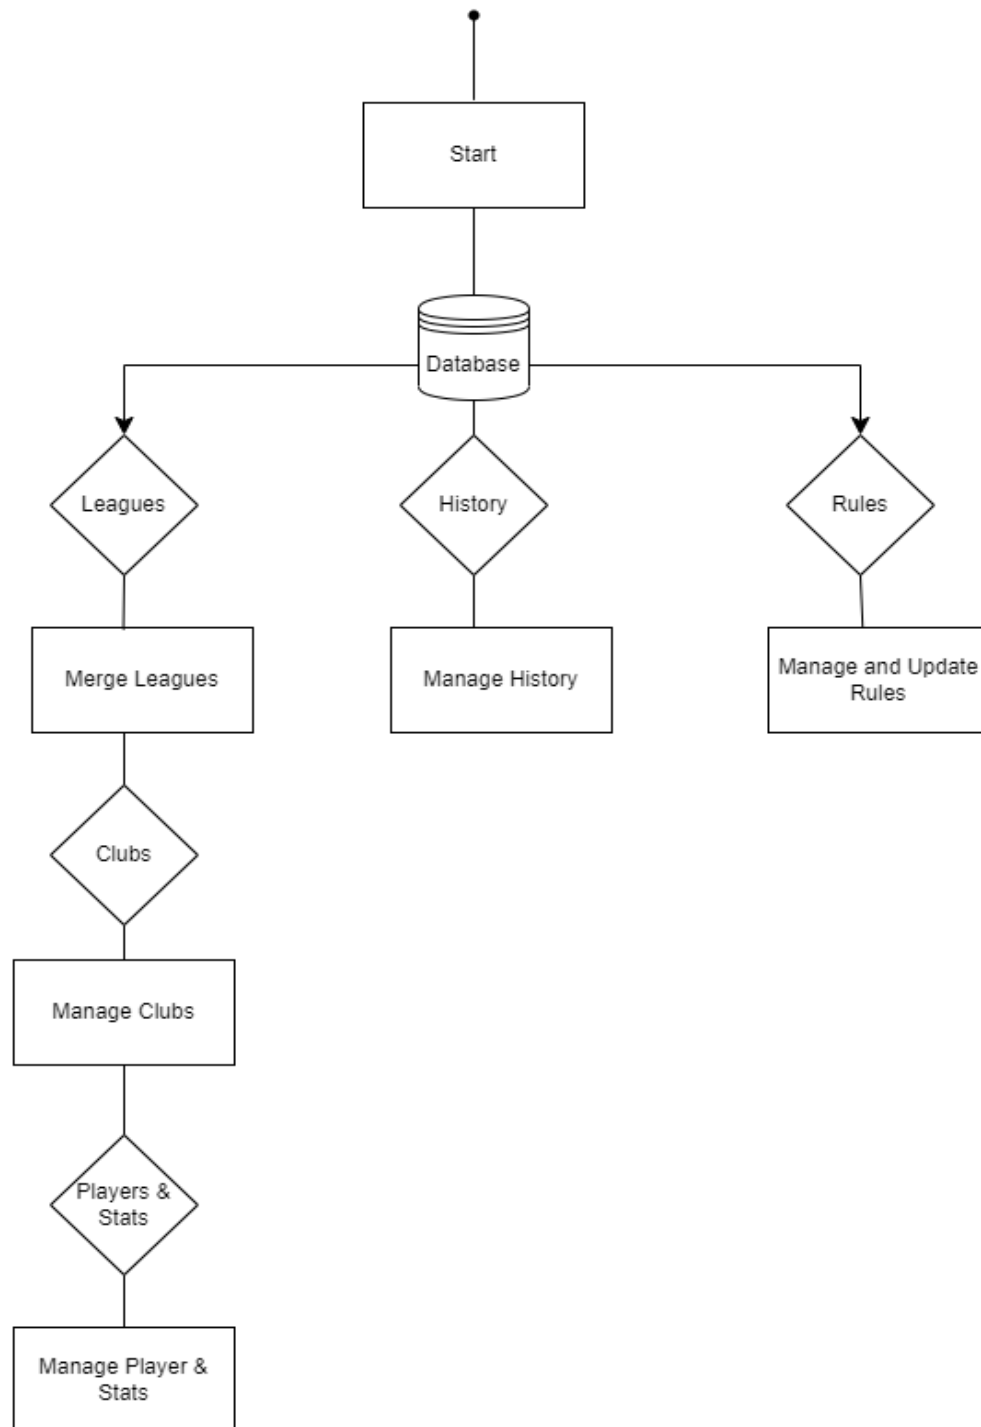 Start
Database
Leagues
History
Rules
Merge Leagues
Manage History
Manage and Update
Rules
Clubs
Manage Clubs
Players &
Stats
Manage Player &
Stats